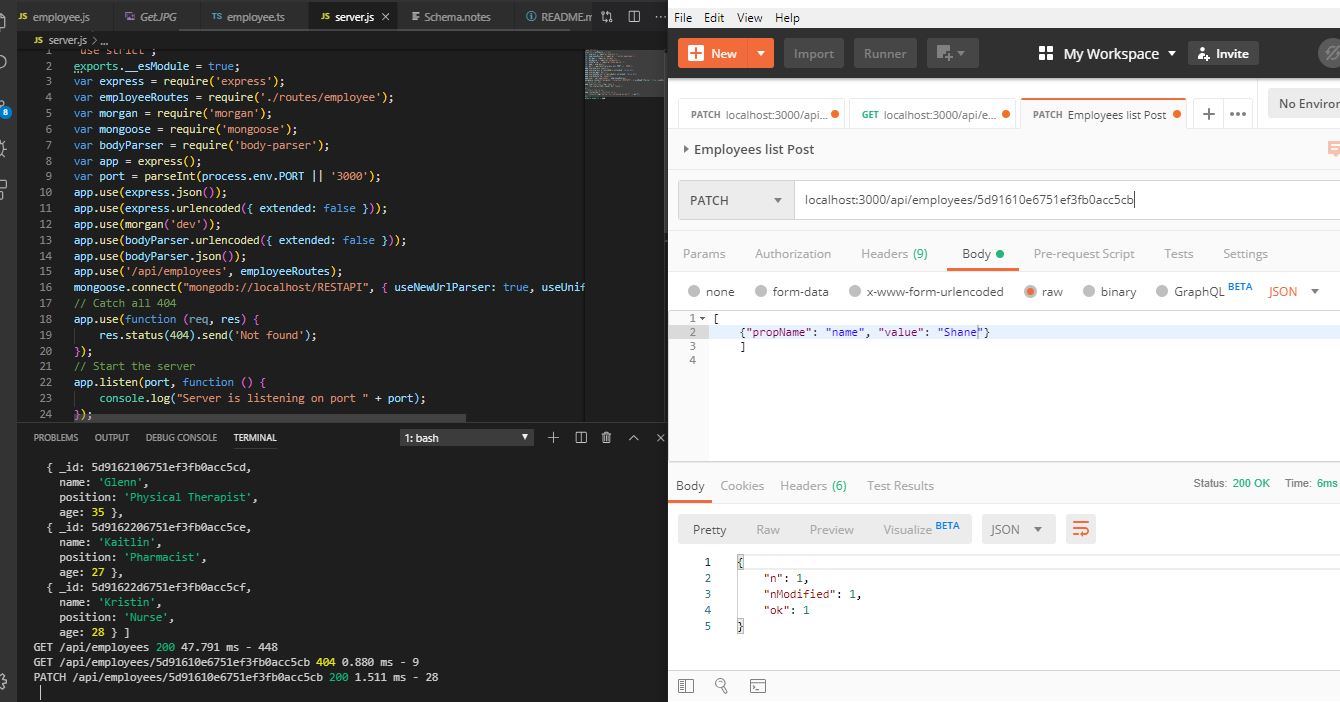 employee.js GetJPG employee.ts server.js Schema.notes README.m
server.js > ...
1 "use strict";
2 exports.__esModule = true;
3 var express = require('express');
4 var employeeRoutes = require('./routes/employee');
5 var morgan = require('morgan');
6 var mongoose = require('mongoose');
7 var bodyParser = require('body-parser');
8 var app = express();
9 var port = parseInt(process.env.PORT || '3000');
10 app.use(express.json());
11 app.use(express.urlencoded({ extended: false }));
12 app.use(morgan('dev'));
13 app.use(bodyParser.urlencoded({ extended: false }));
14 app.use(bodyParser.json());
15 app.use('/api/employees', employeeRoutes);
16 mongoose.connect("mongodb://localhost/RESTAPI", { useNewUrlParser: true, useUnif
17 // Catch all 404
18 app.use(function (req, res) {
19 res.status(404).send('Not found');
20 });
21 // Start the server
22 app.listen(port, function () {
23 console.log("Server is listening on port " + port);
24 });
PROBLEMS OUTPUT DEBUG CONSOLE TERMINAL 1: bash
{ _id: 5d9162106751ef3fb0acc5cd,
name: 'Glenn',
position: 'Physical Therapist',
age: 35 },
{ _id: 5d9162206751ef3fb0acc5ce,
name: 'Kaitlin',
position: 'Pharmacist',
age: 27 },
{ _id: 5d91622d6751ef3fb0acc5cf,
name: 'Kristin',
position: 'Nurse',
age: 28 } ]
GET /api/employees 200 47.791 ms - 448
GET /api/employees/5d91610e6751ef3fb0acc5cb 404 0.880 ms - 9
PATCH /api/employees/5d91610e6751ef3fb0acc5cb 200 1.511 ms - 28
8
File Edit View Help
New Import Runner My Workspace Invite
PATCH localhost:3000/api... GET localhost:3000/api/e... PATCH Employees list Post No Environ
Employees list Post
PATCH localhost:3000/api/employees/5d91610e6751ef3fb0acc5cb
Params Authorization Headers (9) Body Pre-request Script Tests Settings
none form-data x-www-form-urlencoded raw binary GraphQL BETA JSON
1 [
2 {"propName": "name", "value": "Shane"}
3 ]
4
Body Cookies Headers (6) Test Results Status: 200 OK Time: 6ms
Pretty Raw Preview Visualize BETA JSON
1 {
2 "n": 1,
3 "nModified": 1,
4 "ok": 1
5 }